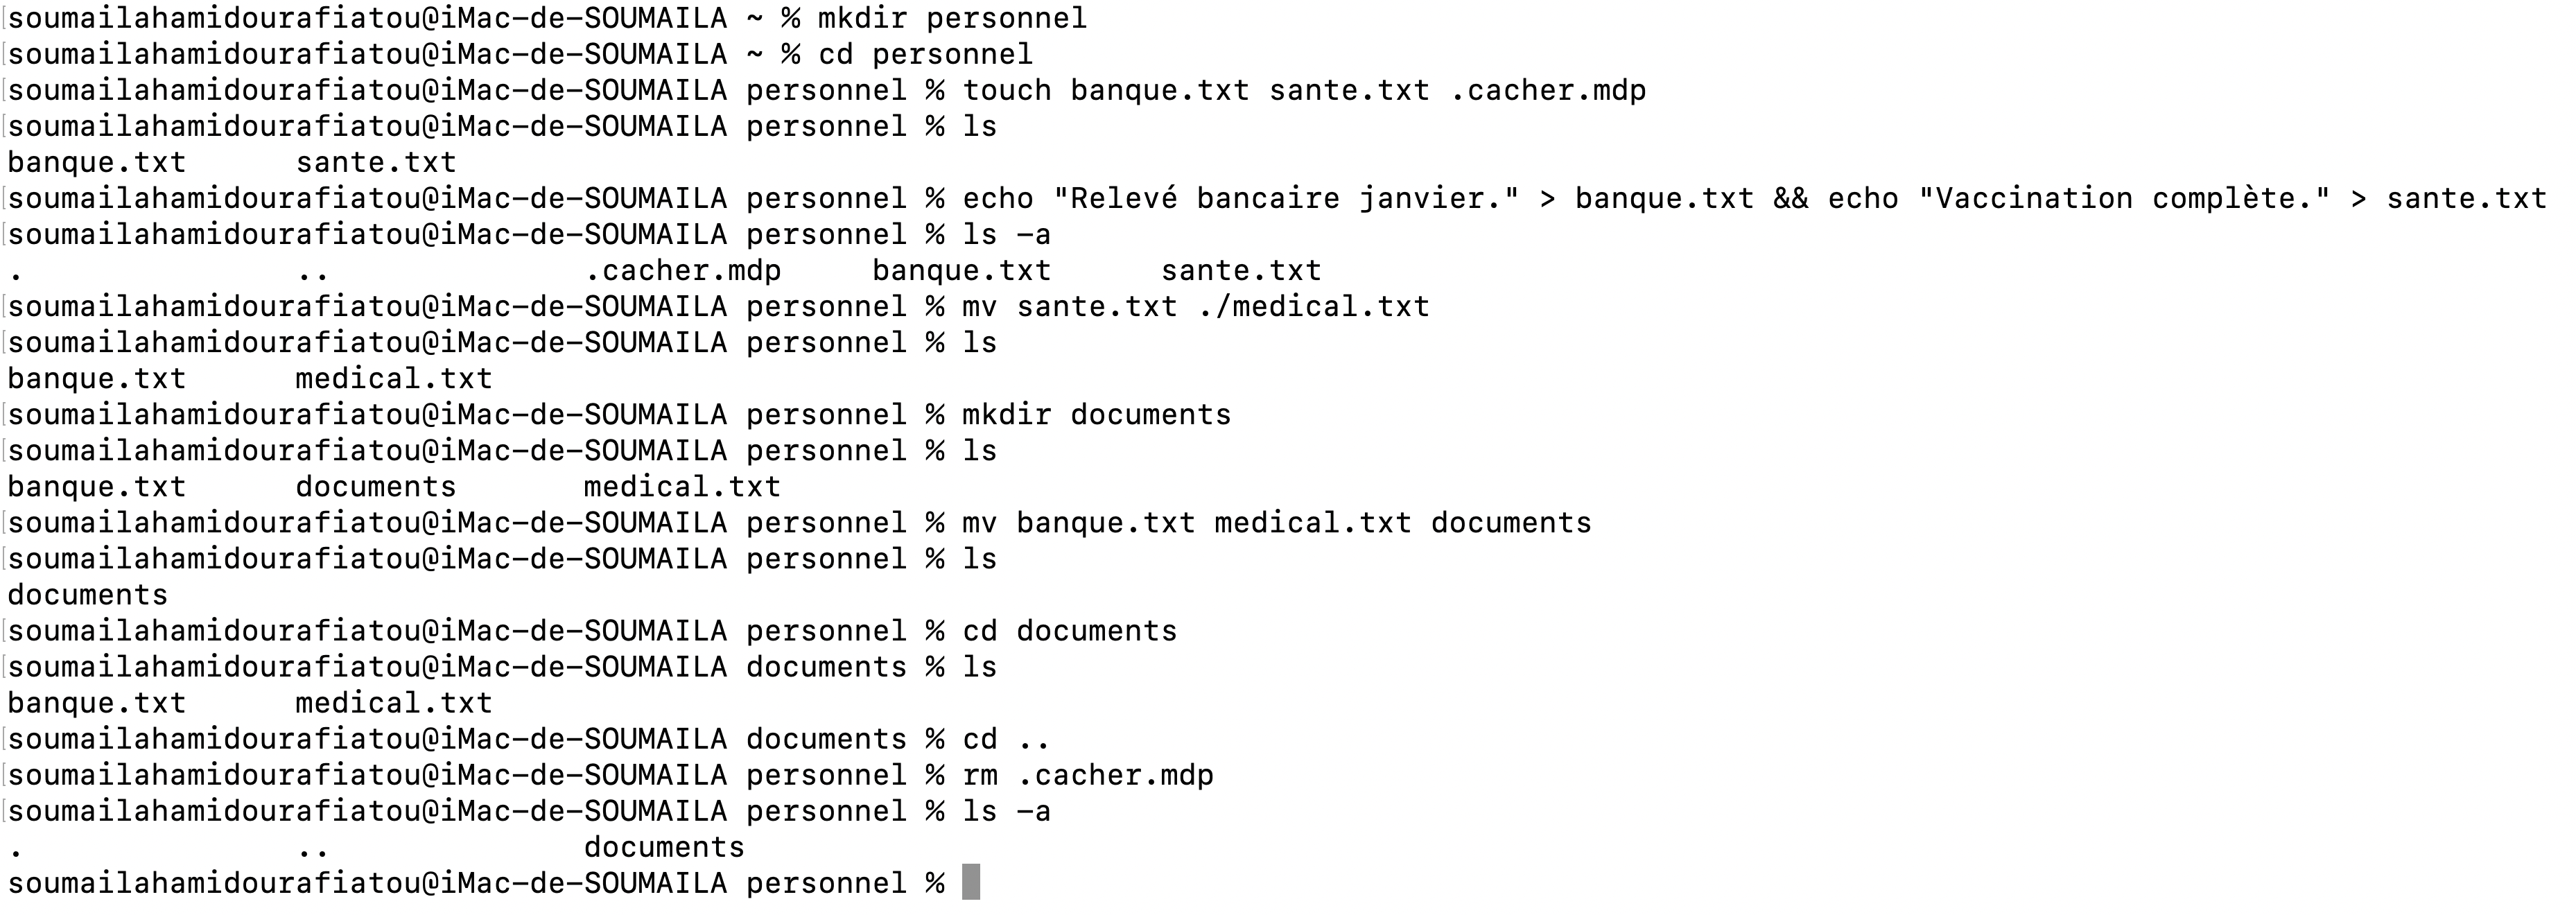 soumailahamidourafiatou@iMac-de-SOUMAILA ~ % mkdir personnel
soumailahamidourafiatou@iMac-de-SOUMAILA ~ % cd personnel
soumailahamidourafiatou@iMac-de-SOUMAILA personnel % touch banque.txt sante.txt .cacher.mdp
soumailahamidourafiatou@iMac-de-SOUMAILA personnel % ls
banque.txt      sante.txt
soumailahamidourafiatou@iMac-de-SOUMAILA personnel % echo "Relevé bancaire janvier." > banque.txt && echo "Vaccination complète." > sante.txt
soumailahamidourafiatou@iMac-de-SOUMAILA personnel % ls -a
.               ..              .cacher.mdp     banque.txt      sante.txt
soumailahamidourafiatou@iMac-de-SOUMAILA personnel % mv sante.txt ./medical.txt
soumailahamidourafiatou@iMac-de-SOUMAILA personnel % ls
banque.txt      medical.txt
soumailahamidourafiatou@iMac-de-SOUMAILA personnel % mkdir documents
soumailahamidourafiatou@iMac-de-SOUMAILA personnel % ls
banque.txt      documents       medical.txt
soumailahamidourafiatou@iMac-de-SOUMAILA personnel % mv banque.txt medical.txt documents
soumailahamidourafiatou@iMac-de-SOUMAILA personnel % ls
documents
soumailahamidourafiatou@iMac-de-SOUMAILA personnel % cd documents
soumailahamidourafiatou@iMac-de-SOUMAILA documents % ls
banque.txt      medical.txt
soumailahamidourafiatou@iMac-de-SOUMAILA documents % cd ..
soumailahamidourafiatou@iMac-de-SOUMAILA personnel % rm .cacher.mdp
soumailahamidourafiatou@iMac-de-SOUMAILA personnel % ls -a
.               ..              documents
soumailahamidourafiatou@iMac-de-SOUMAILA personnel %